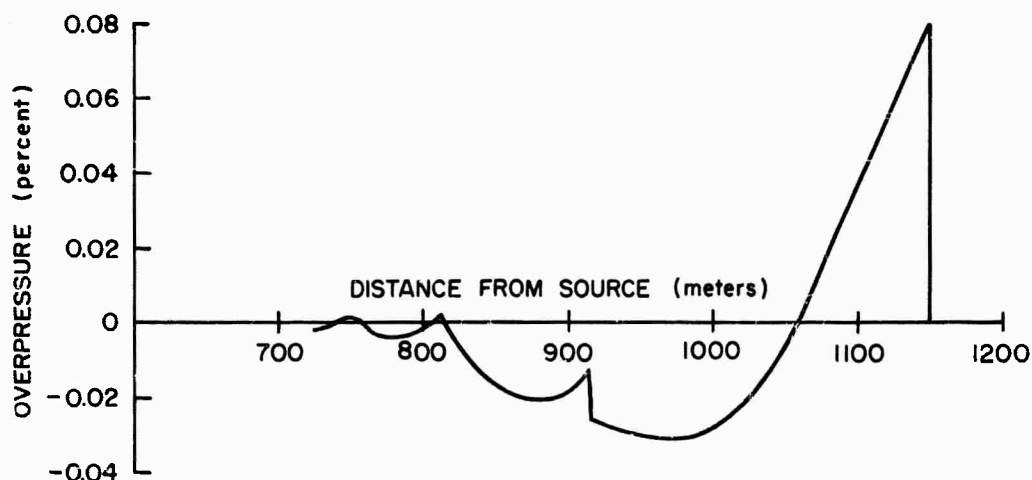 OVERPRESSURE (percent)
0.08
0.06
0.04
0.02
0
-0.02
-0.04
DISTANCE FROM SOURCE (meters)
700 800 900 1000 1100 1200